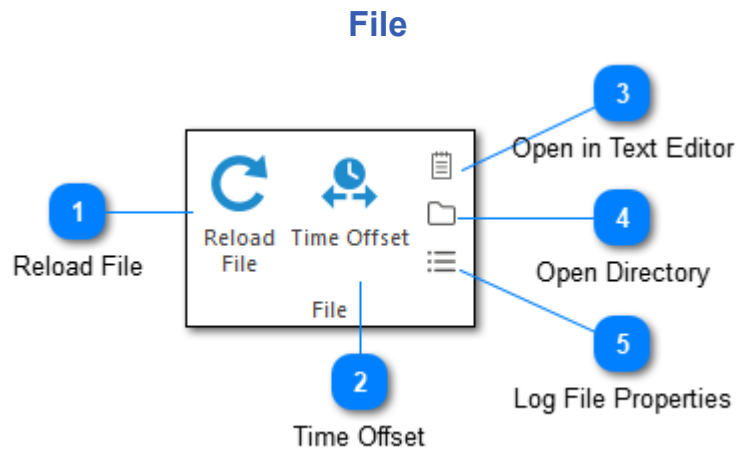 File
3
Open in Text Editor
1
Reload File
Reload
File
Time Offset
File
4
Open Directory
5
Log File Properties
2
Time Offset